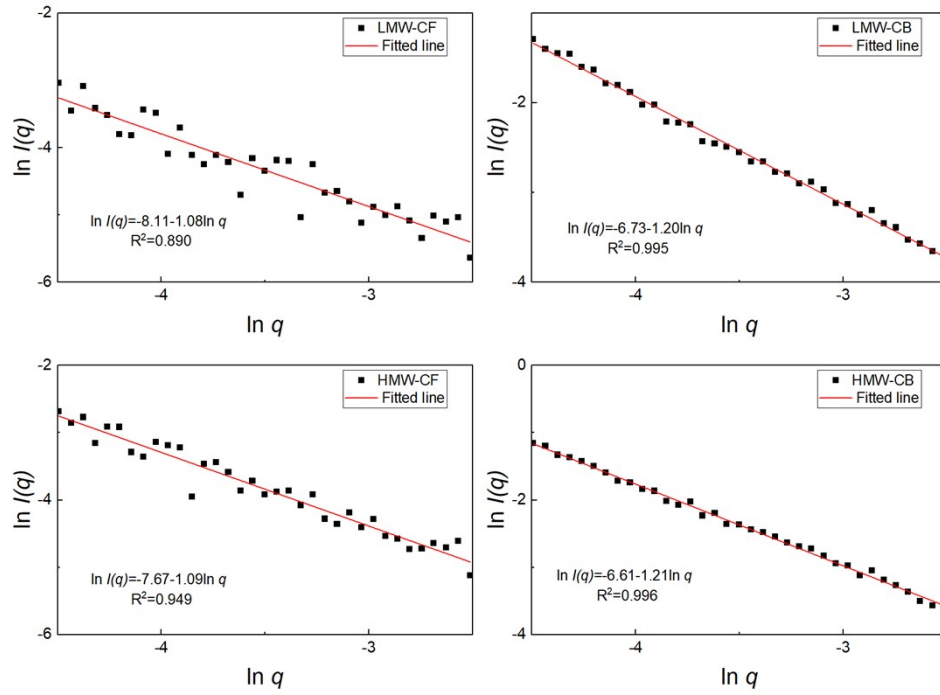 -2
-4
-6
ln I(q)
LMW-CF
Fitted line
ln I(q)=-8.11-1.08ln q
R²=0.890
-4
-3
ln q
-2
-4
ln I(q)
LMW-CB
Fitted line
ln I(q)=-6.73-1.20ln q
R²=0.995
-4
-3
ln q
-2
-4
-6
ln I(q)
HMW-CF
Fitted line
ln I(q)=-7.67-1.09ln q
R²=0.949
-4
-3
ln q
0
-2
-4
ln I(q)
HMW-CB
Fitted line
ln I(q)=-6.61-1.21ln q
R²=0.996
-4
-3
ln q